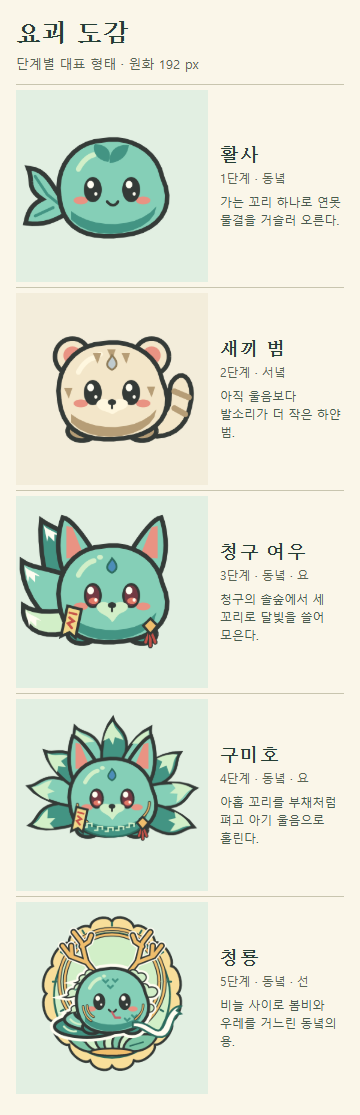 요괴 도감
단계별 대표 형태 · 원화 192 px
활사
1단계 · 동녘
가는 꼬리 하나로 연못
물결을 거슬러 오른다.
새끼 범
2단계 · 서녘
아직 울음보다
발소리가 더 작은 하얀
범.
청구 여우
3단계 · 동녘 · 요
청구의 솔숲에서 세
꼬리로 달빛을 쓸어
모은다.
구미호
4단계 · 동녘 · 요
아홉 꼬리를 부채처럼
펴고 아기 울음으로
홀린다.
청룡
5단계 · 동녘 · 선
비늘 사이로 봄비와
우레를 거느린 동녘의
용.